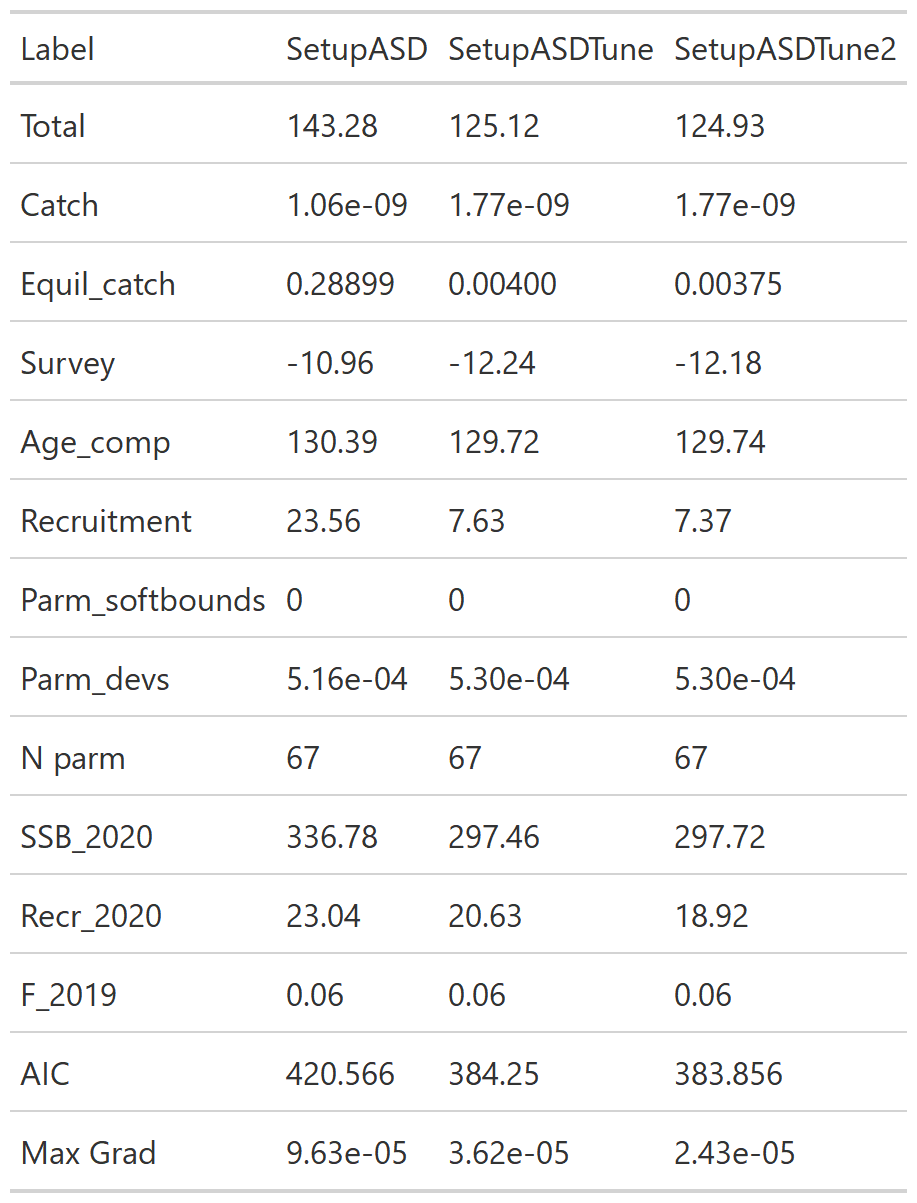 Label SetupASD SetupASDTune SetupASDTune2
Total 143.28 125.12 124.93
Catch 1.06e-09 1.77e-09 1.77e-09
Equil_catch 0.28899 0.00400 0.00375
Survey -10.96 -12.24 -12.18
Age_comp 130.39 129.72 129.74
Recruitment 23.56 7.63 7.37
Parm_softbounds 0 0 0
Parm_devs 5.16e-04 5.30e-04 5.30e-04
N parm 67 67 67
SSB_2020 336.78 297.46 297.72
Recr_2020 23.04 20.63 18.92
F_2019 0.06 0.06 0.06
AIC 420.566 384.25 383.856
Max Grad 9.63e-05 3.62e-05 2.43e-05